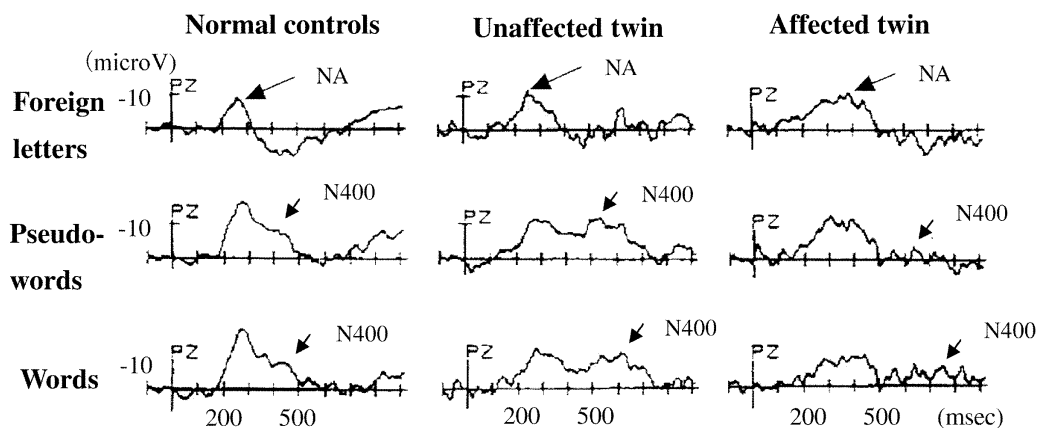 Normal controls Unaffected twin Affected twin
(microV)
Foreign letters -10 PZ NA PZ NA PZ NA
Pseudo-words -10 PZ N400 PZ N400 PZ N400
Words -10 PZ N400 PZ N400 PZ N400
200 500 200 500 200 500 (msec)